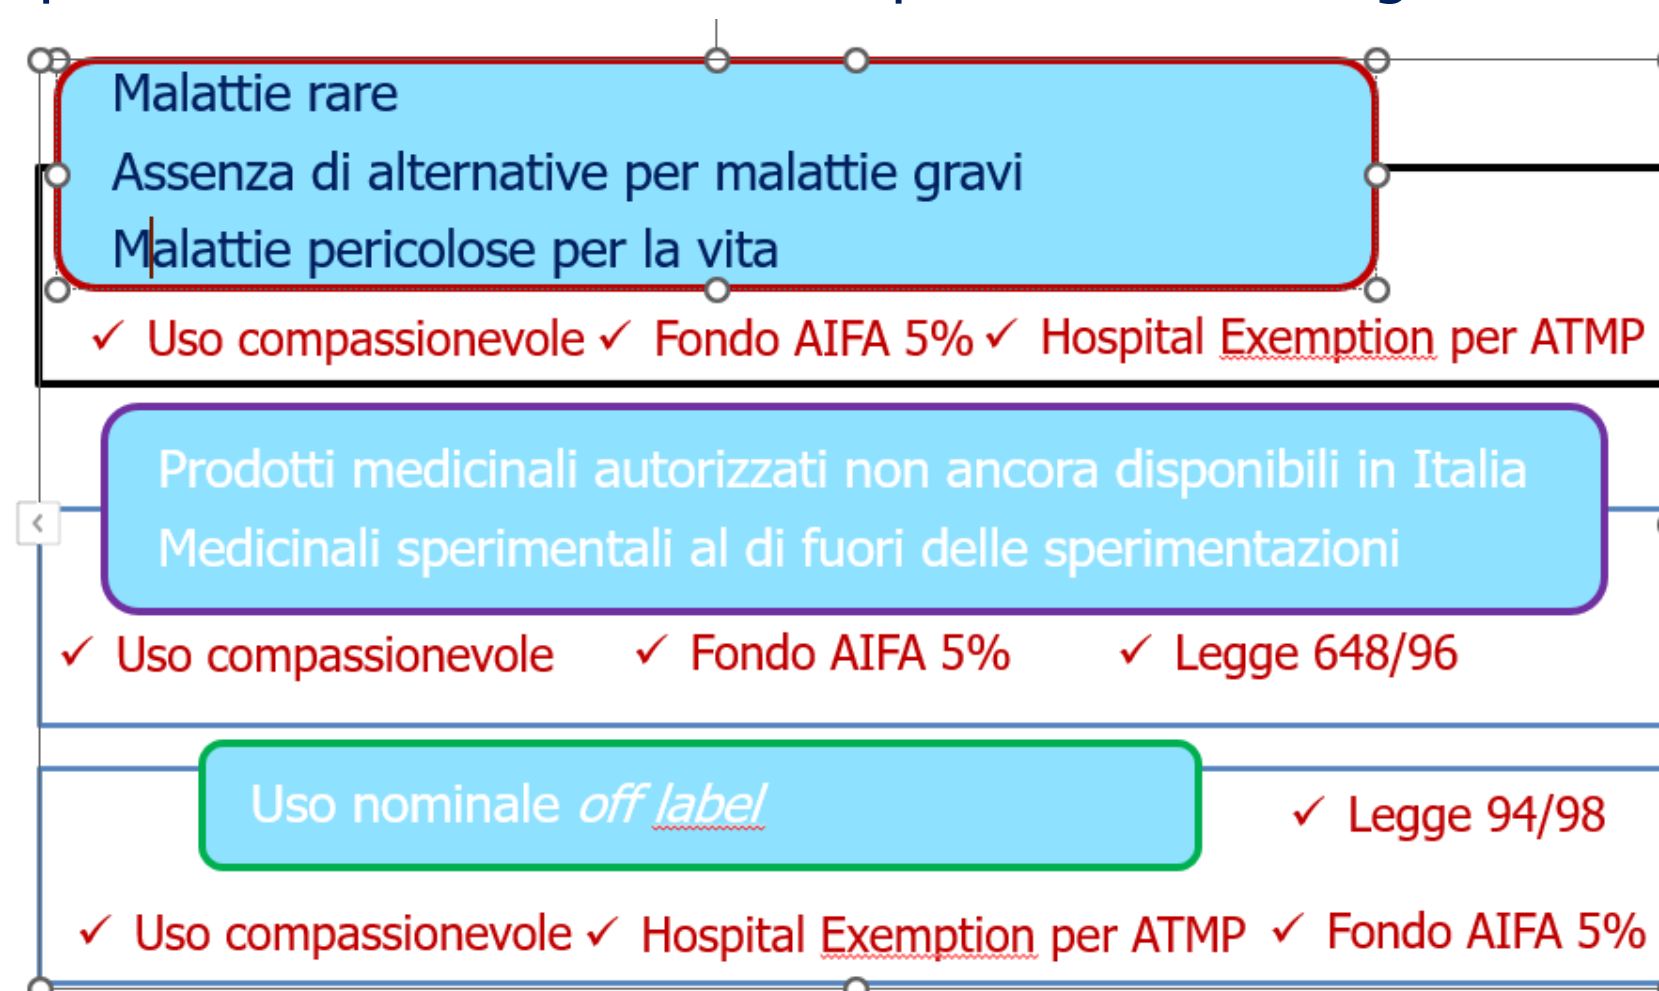 Malattie rare
Assenza di alternative per malattie gravi
Malattie pericolose per la vita
✓ Uso compassionevole ✓ Fondo AIFA 5% ✓ Hospital Exemption per ATMP
Prodotti medicinali autorizzati non ancora disponibili in Italia
Medicinali sperimentali al di fuori delle sperimentazioni
✓ Uso compassionevole ✓ Fondo AIFA 5% ✓ Legge 648/96
Uso nominale off label
✓ Legge 94/98
✓ Uso compassionevole ✓ Hospital Exemption per ATMP ✓ Fondo AIFA 5%